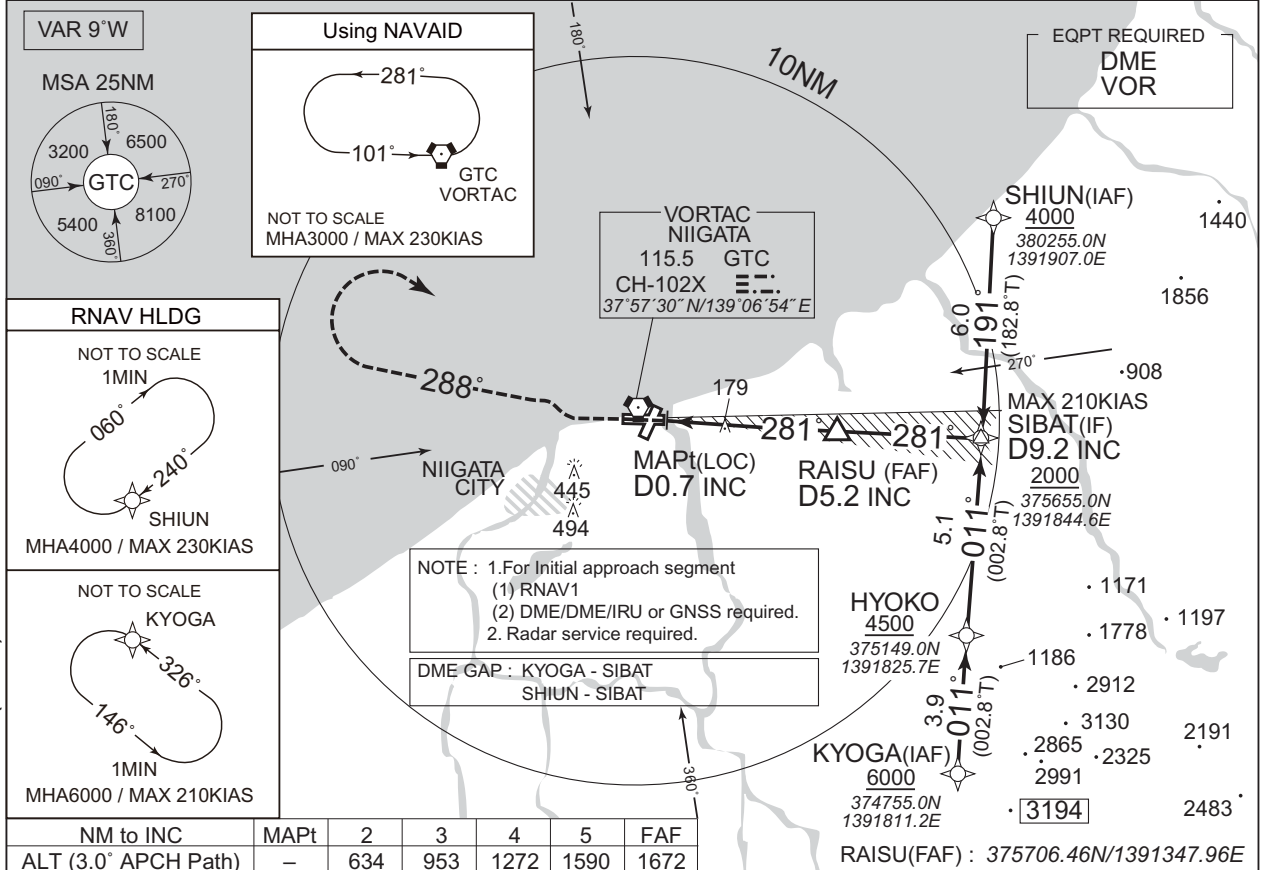 VAR 9°W
MSA 25NM
180°
3200
6500
090°
GTC
270°
5400
8100
360°
Using NAVAID
281°
101°
GTC
VORTAC
NOT TO SCALE
MHA3000 / MAX 230KIAS
180°
10NM
EQPT REQUIRED
DME
VOR
VORTAC
NIIGATA
115.5 GTC
CH-102X
37°57´30˝N/139°06´54˝E
SHIUN(IAF)
4000
380255.0N
1391907.0E
1440
1856
6.0
191°
(182.8°T)
270°
908
RNAV HLDG
NOT TO SCALE
1MIN
060°
240°
SHIUN
MHA4000 / MAX 230KIAS
NOT TO SCALE
KYOGA
326°
146°
1MIN
MHA6000 / MAX 210KIAS
288°
090°
NIIGATA
CITY
445
494
179
281°
281°
MAPt(LOC)
D0.7 INC
RAISU (FAF)
D5.2 INC
MAX 210KIAS
SIBAT(IF)
D9.2 INC
2000
375655.0N
1391844.6E
5.1
011°
(002.8°T)
NOTE : 1.For Initial approach segment
(1) RNAV1
(2) DME/DME/IRU or GNSS required.
2. Radar service required.
DME GAP : KYOGA - SIBAT
SHIUN - SIBAT
360°
HYOKO
4500
375149.0N
1391825.7E
3.9
011°
(002.8°T)
KYOGA(IAF)
6000
374755.0N
1391811.2E
1171
1197
1778
1186
2912
3130
2191
2865
2325
2991
3194
2483
NM to INC MAPt 2 3 4 5 FAF
ALT (3.0° APCH Path) – 634 953 1272 1590 1672
RAISU(FAF) : 375706.46N/1391347.96E